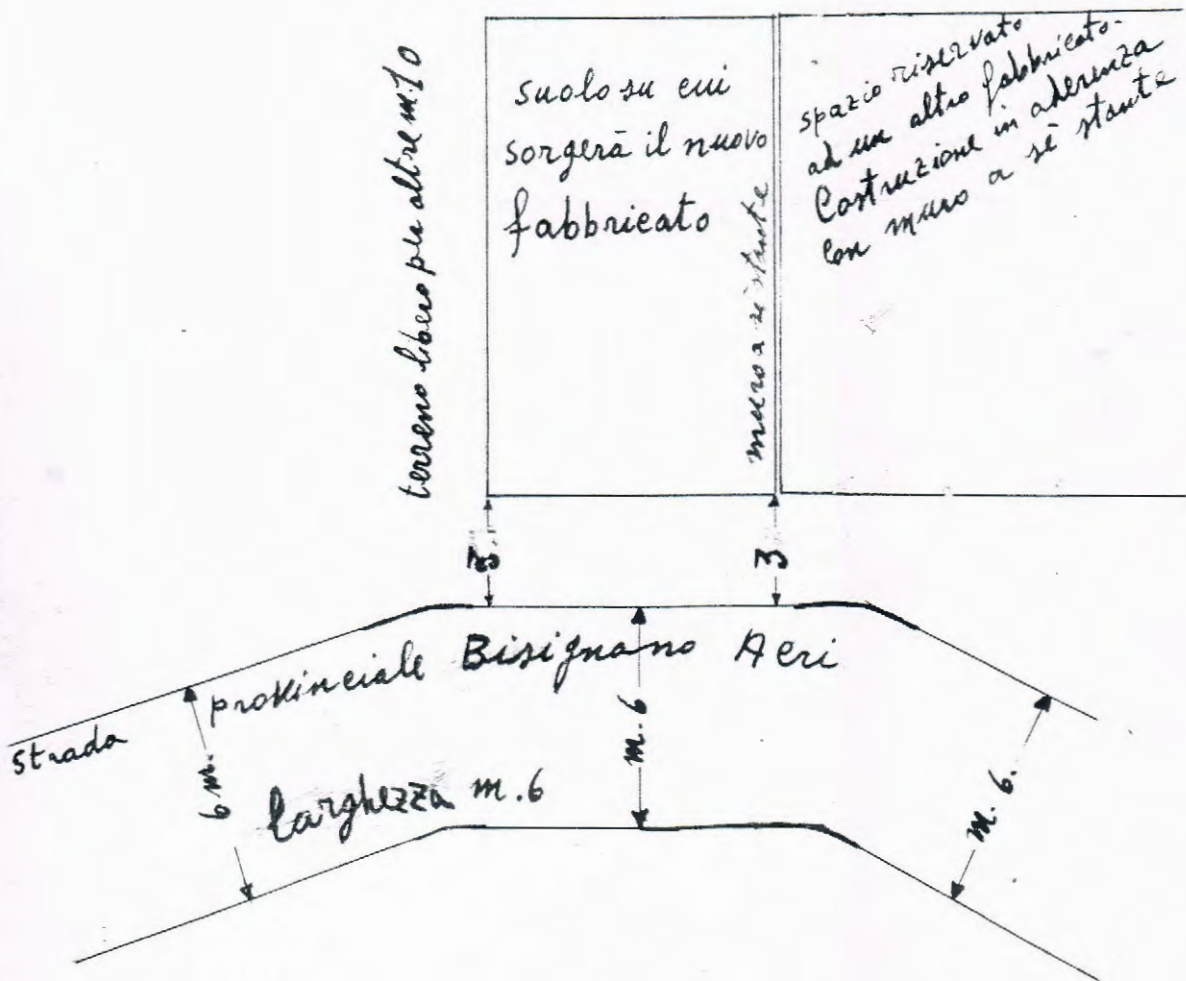 terreno libero per altre m. 10
suolo su cui
sorgerà il nuovo
fabbricato
muro a sè stante
spazio riservato
ad un altro fabbricato.
Costruzione in aderenza
con muro a sè stante
3.
3
strada provinciale Bisignano Acri
6 m.
larghezza m. 6
m. 6
m. 6.